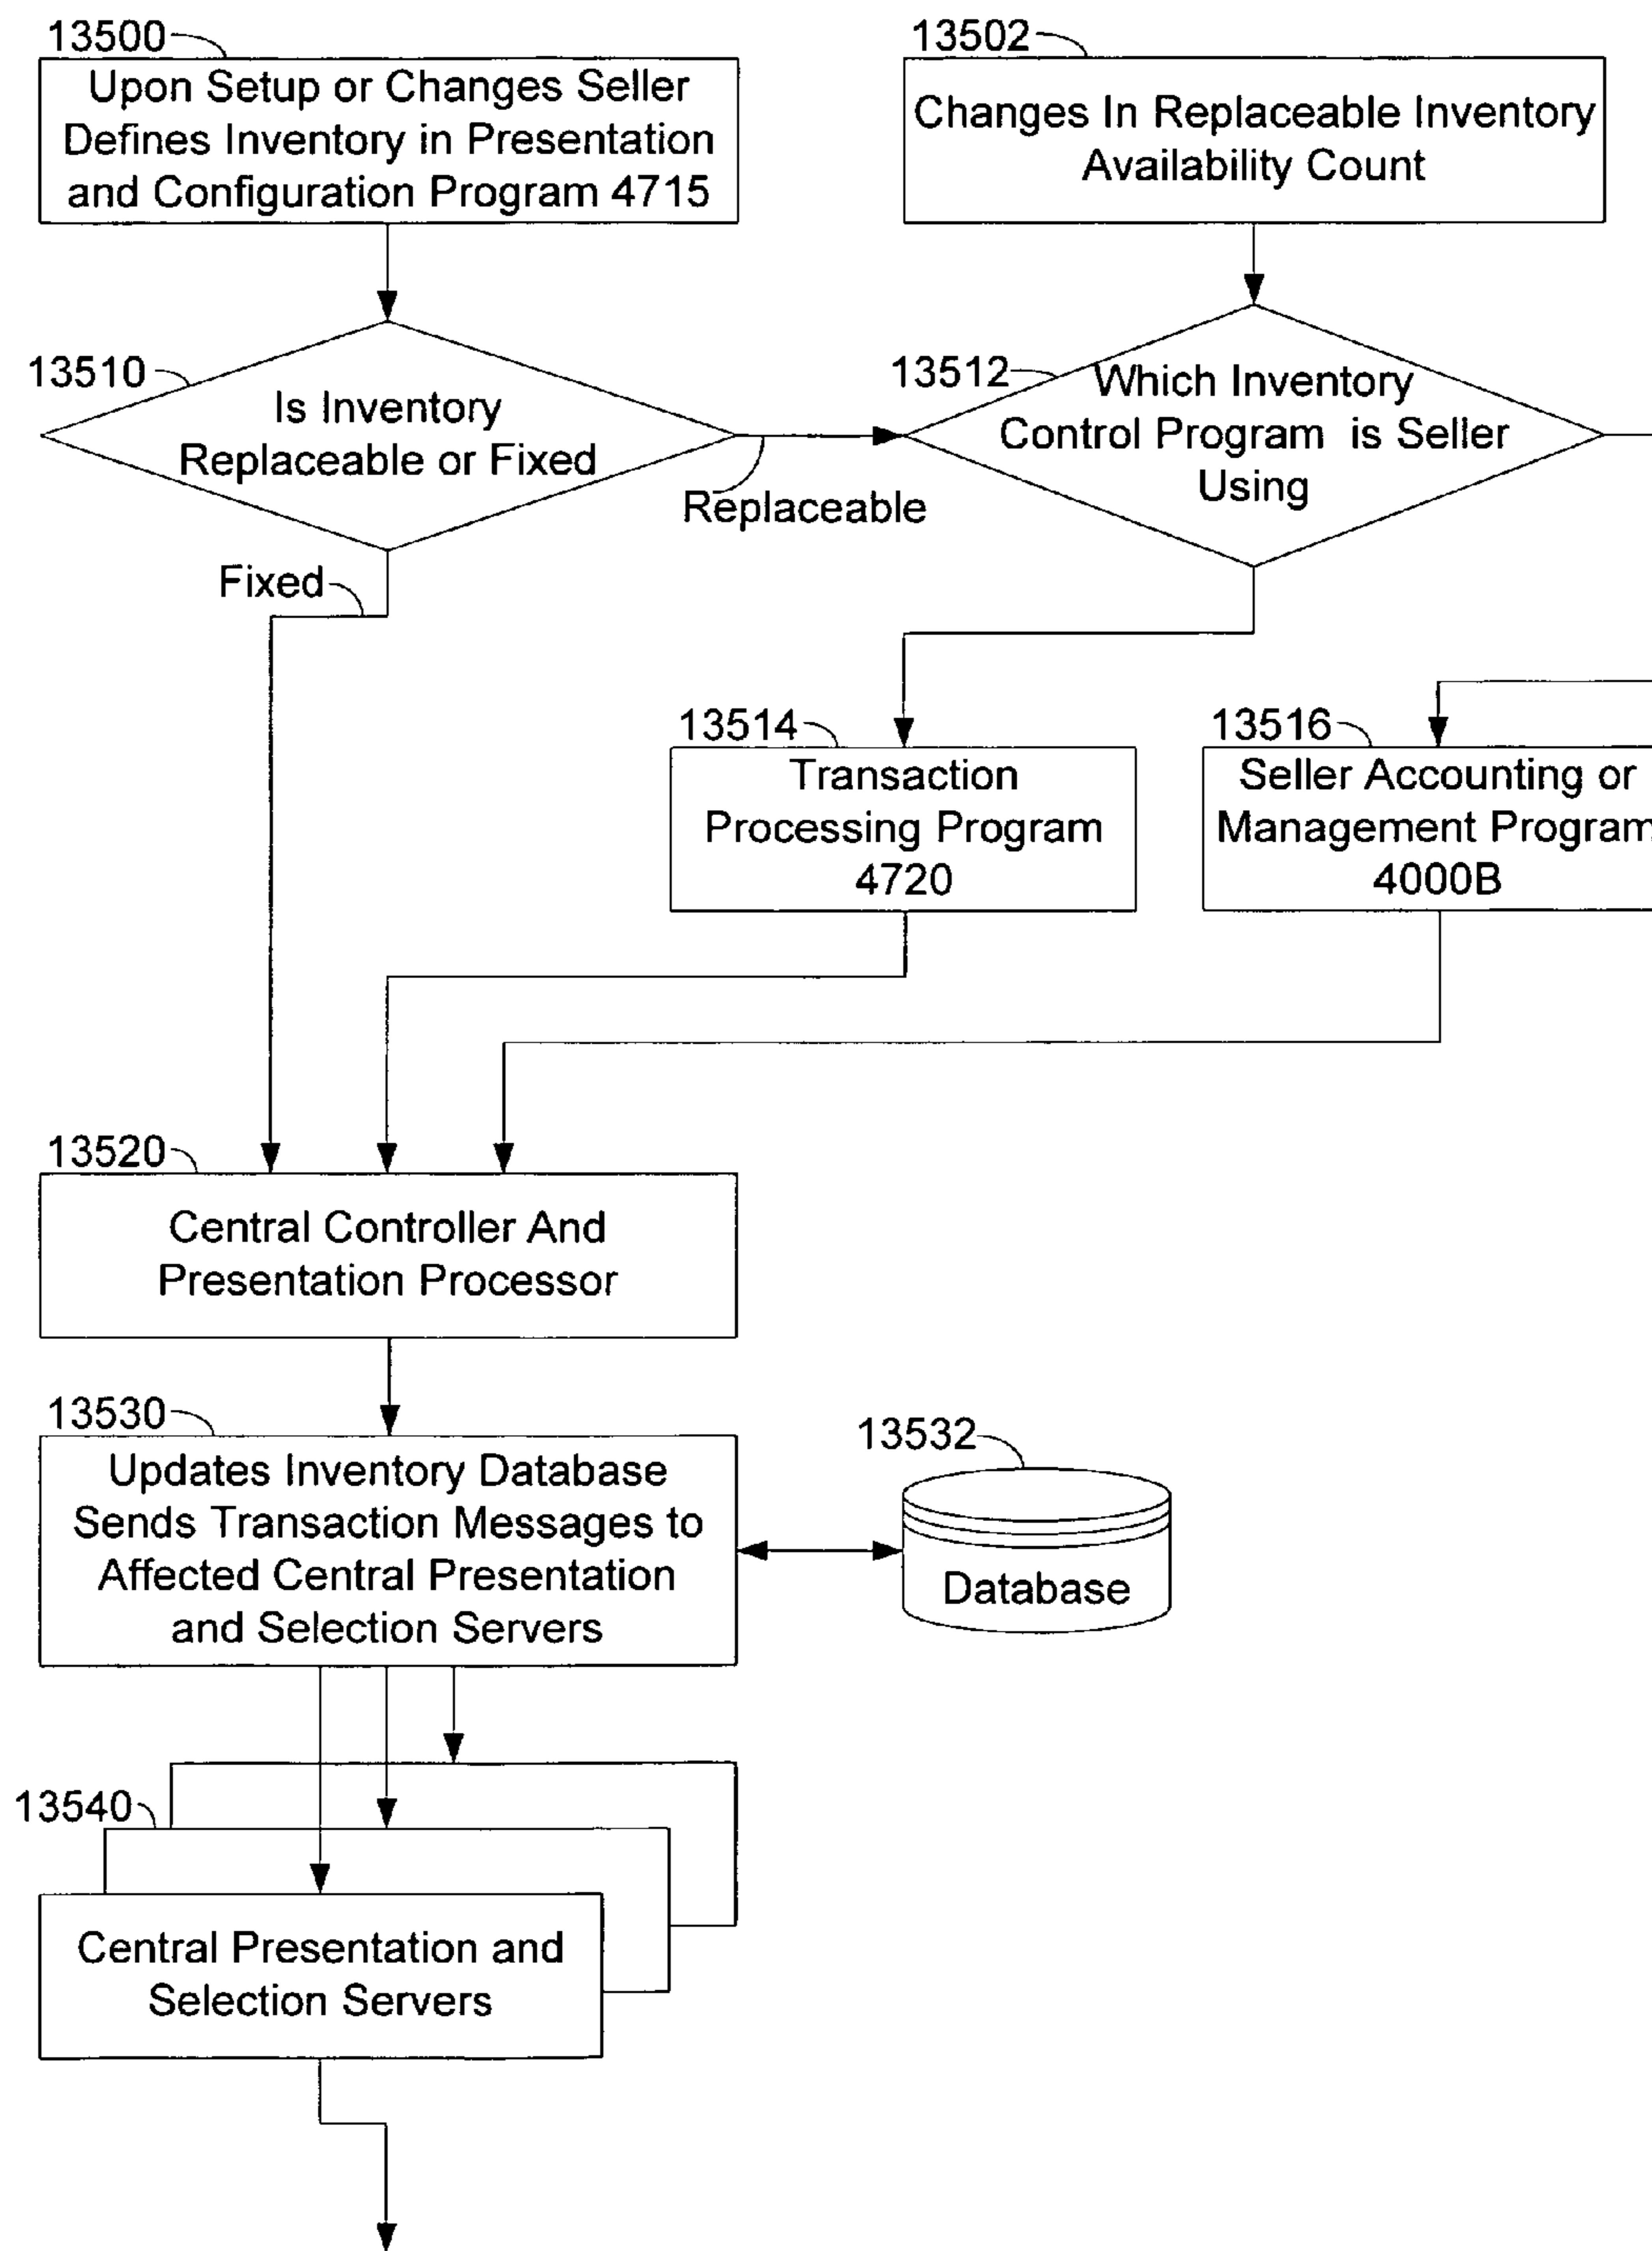 13500
Upon Setup or Changes Seller
Defines Inventory in Presentation
and Configuration Program 4715
13502
Changes In Replaceable Inventory
Availability Count
13510
Is Inventory
Replaceable or Fixed
Replaceable
Fixed
13512
Which Inventory
Control Program is Seller
Using
13514
Transaction
Processing Program
4720
13516
Seller Accounting or
Management Program
4000B
13520
Central Controller And
Presentation Processor
13530
Updates Inventory Database
Sends Transaction Messages to
Affected Central Presentation
and Selection Servers
13532
Database
13540
Central Presentation and
Selection Servers